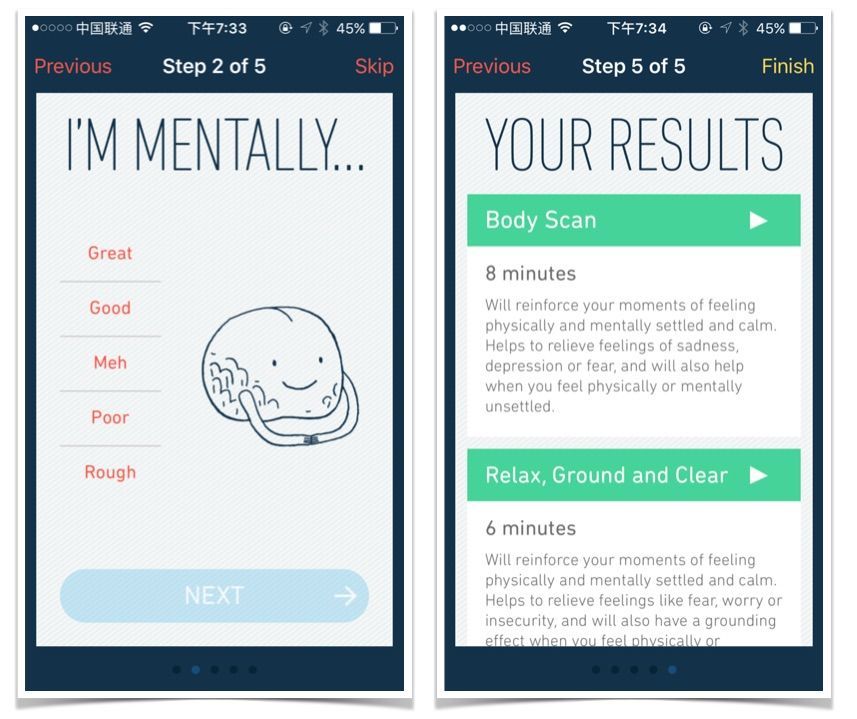 中国联通 下午7:33 45%
Previous Step 2 of 5 Skip
I'M MENTALLY...
Great
Good
Meh
Poor
Rough
NEXT
中国联通 下午7:34 45%
Previous Step 5 of 5 Finish
YOUR RESULTS
Body Scan
8 minutes
Will reinforce your moments of feeling
physically and mentally settled and calm.
Helps to relieve feelings of sadness,
depression or fear, and will also help
when you feel physically or mentally
unsettled.
Relax, Ground and Clear
6 minutes
Will reinforce your moments of feeling
physically and mentally settled and calm.
Helps to relieve feelings like fear, worry or
insecurity, and will also have a grounding
effect when you feel physically or